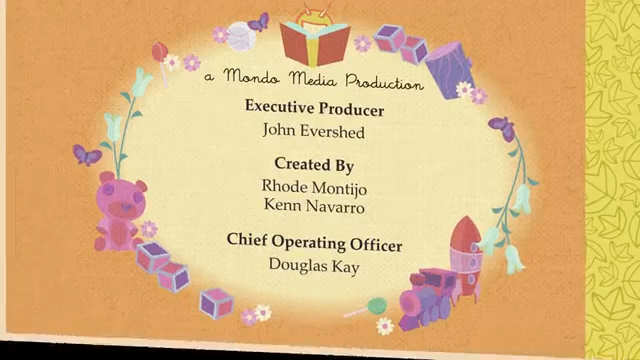 a Mondo Media Production
Executive Producer
John Evershed
Created By
Rhode Montijo
Kenn Navarro
Chief Operating Officer
Douglas Kay